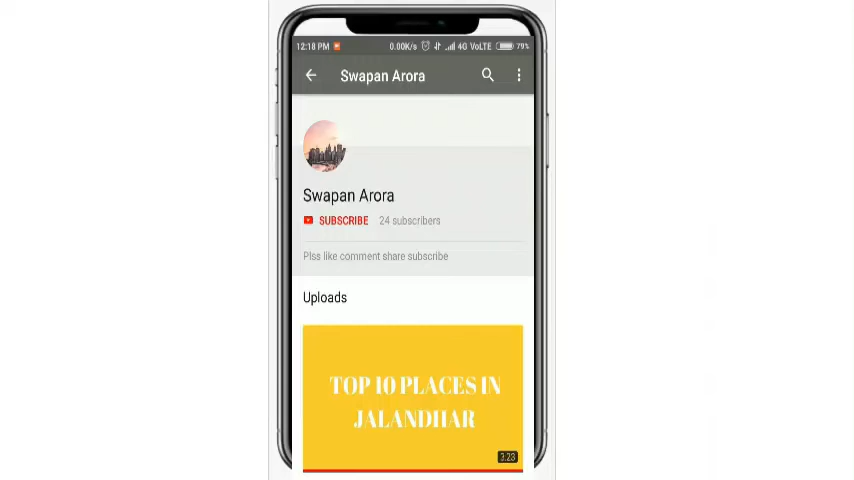 12:18 PM 0.00K/s 4G VoLTE 79%
Swapan Arora
Swapan Arora
SUBSCRIBE 24 subscribers
Plss like comment share subscribe
Uploads
TOP 10 PLACES IN
JALANDHAR
3:23